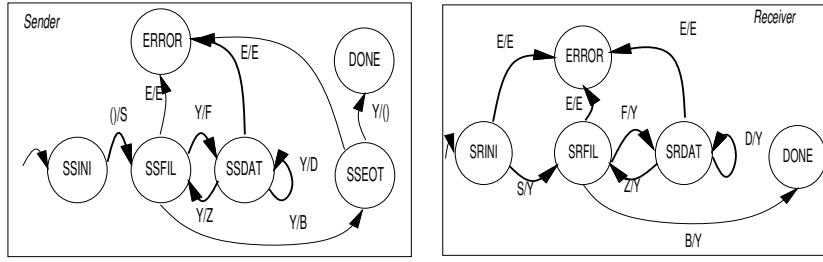 Sender
ERROR
E/E
DONE
E/E
Y/F
()/S
Y/()
SSINI
SSFIL
SSDAT
Y/D
SSEOT
Y/Z
Y/B
Receiver
E/E
E/E
ERROR
E/E
F/Y
D/Y
SRINI
SRFIL
SRDAT
DONE
S/Y
Z/Y
B/Y